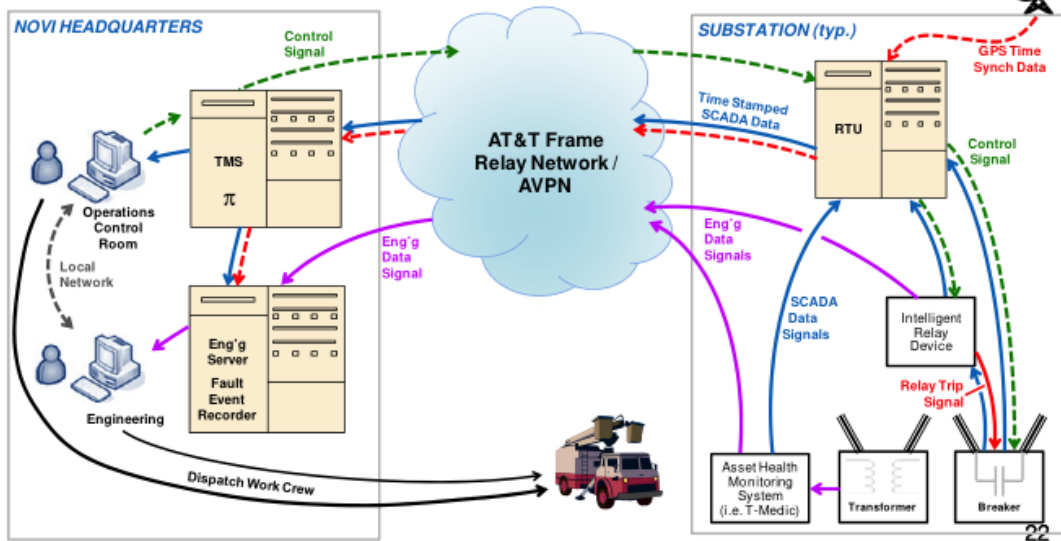 NOVI HEADQUARTERS
Control
Signal
TMS
π
Operations
Control
Room
Local
Network
Eng'g
Server
Fault
Event
Recorder
Engineering
Eng'g
Data
Signal
Dispatch Work Crew
AT&T Frame
Relay Network /
AVPN
SUBSTATION (typ.)
GPS Time
Synch Data
RTU
Time Stamped
SCADA Data
Control
Signal
Eng'g
Data
Signals
SCADA
Data
Signals
Intelligent
Relay
Device
Relay Trip
Signal
Asset Health
Monitoring
System
(i.e. T-Medic)
Transformer
Breaker
22